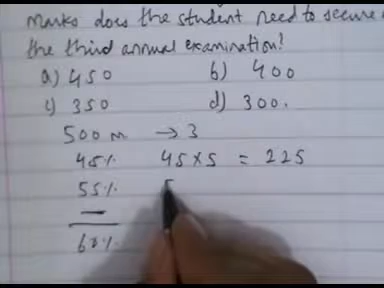 marks does the student need to secure
the third annual examination?
a) 450 b) 400
c) 350 d) 300.
500 m → 3
45% 45×5 = 225
55% 5
—
60%